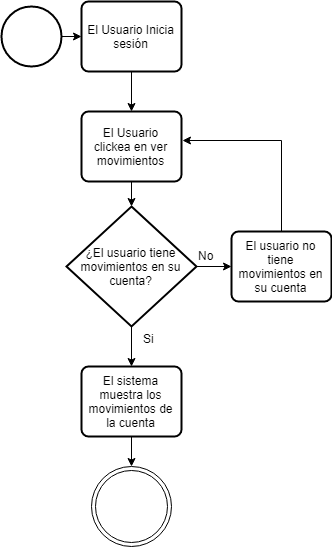 El Usuario Inicia
sesión
El Usuario
clickea en ver
movimientos
¿El usuario tiene
movimientos en su
cuenta?
No
El usuario no
tiene
movimientos en
su cuenta
Si
El sistema
muestra los
movimientos de
la cuenta